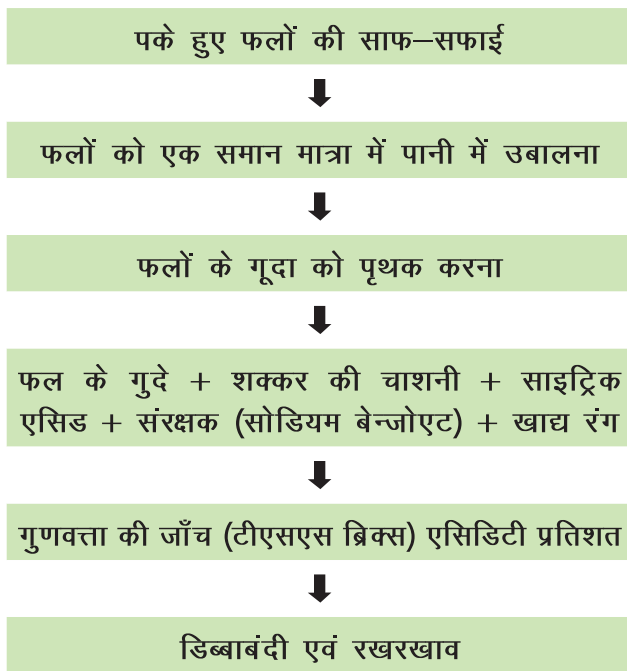 पके हुए फलों की साफ–सफाई
फलों को एक समान मात्रा में पानी में उबालना
फलों के गूदा को पृथक करना
फल के गुदे + शक्कर की चाशनी + साइट्रिक
एसिड + संरक्षक (सोडियम बेन्जोएट) + खाद्य रंग
गुणवत्ता की जाँच (टीएसएस ब्रिक्स) एसिडिटी प्रतिशत
डिब्बाबंदी एवं रखरखाव